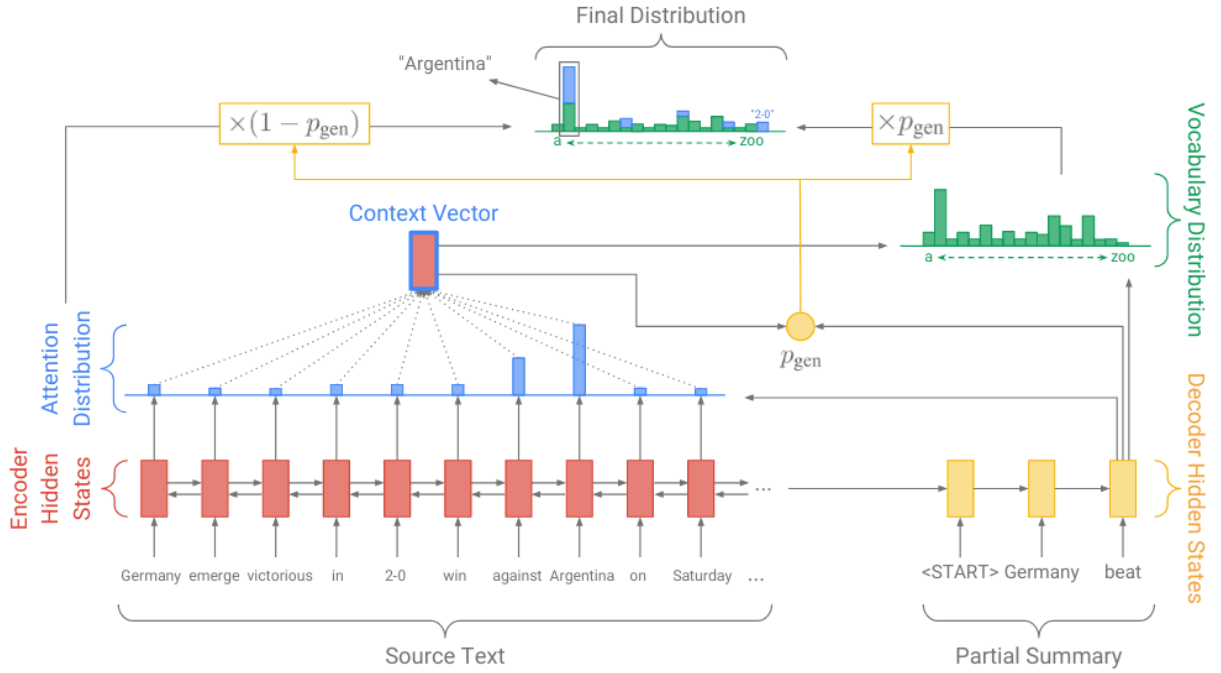 Final Distribution
"Argentina"
×(1 − p_gen)
"2-0"
×p_gen
a
zoo
Context Vector
Vocabulary Distribution
a
zoo
Attention
Distribution
p_gen
Encoder
Hidden
States
Decoder Hidden States
...
Germany emerge victorious in 2-0 win against Argentina on Saturday ...
<START> Germany beat
Source Text
Partial Summary